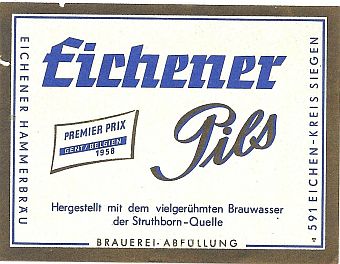 Eichener
Pils
PREMIER PRIX
GENT/BELGIEN
1958
Hergestellt mit dem vielgerühmten Brauwasser
der Struthborn-Quelle
BRAUEREI-ABFÜLLUNG
EICHENER HAMMERBRÄU
591 EICHEN-KREIS SIEGEN